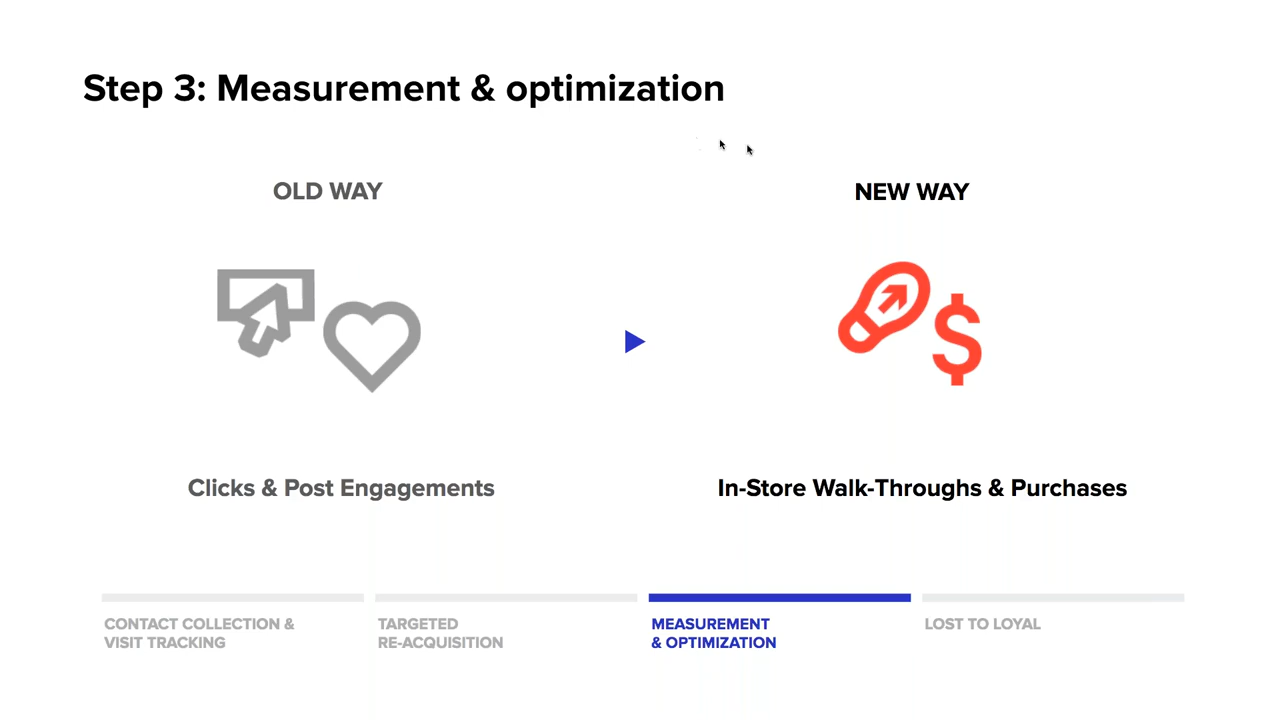 Step 3: Measurement & optimization
OLD WAY
NEW WAY
$
Clicks & Post Engagements
In-Store Walk-Throughs & Purchases
CONTACT COLLECTION &
VISIT TRACKING
TARGETED
RE-ACQUISITION
MEASUREMENT
& OPTIMIZATION
LOST TO LOYAL